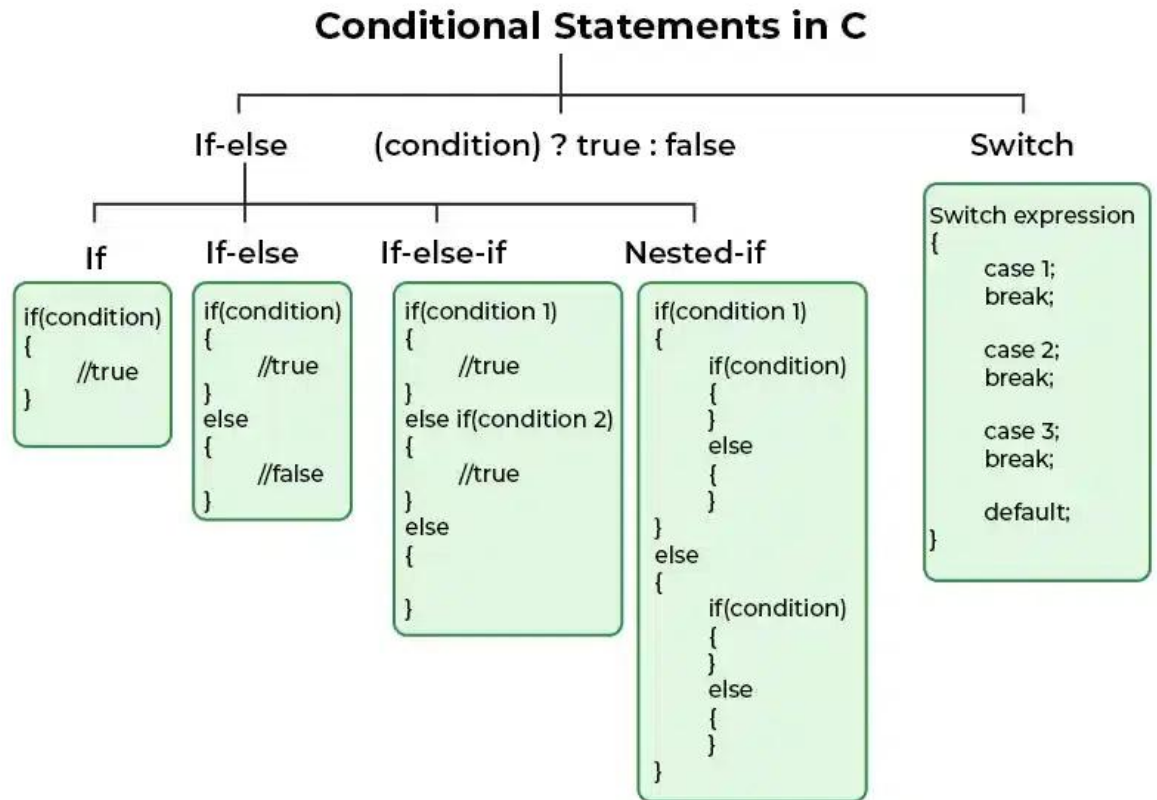 Conditional Statements in C
If-else
(condition) ? true : false
Switch
If
if(condition)
{
//true
}
If-else
if(condition)
{
//true
}
else
{
//false
}
If-else-if
if(condition 1)
{
//true
}
else if(condition 2)
{
//true
}
else
{
}
Nested-if
if(condition 1)
{
if(condition)
{
}
else
{
}
}
else
{
if(condition)
{
}
else
{
}
}
Switch expression
{
case 1;
break;
case 2;
break;
case 3;
break;
default;
}